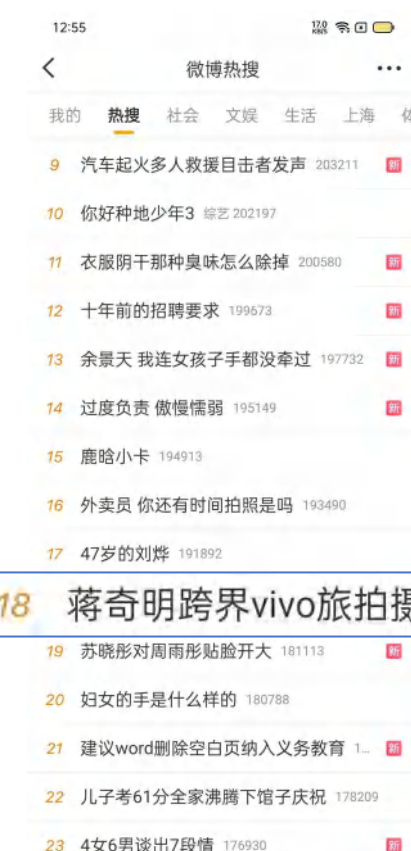 12:55
17.0 KB/S
微博热搜
我的 热搜 社会 文娱 生活 上海
9 汽车起火多人救援目击者发声 203211 新
10 你好种地少年3 综艺 202197
11 衣服阴干那种臭味怎么除掉 200580 新
12 十年前的招聘要求 199673 新
13 余景天 我连女孩子手都没牵过 197732 新
14 过度负责 傲慢懦弱 195149 新
15 鹿晗小卡 194913
16 外卖员 你还有时间拍照是吗 193490
17 47岁的刘烨 191892
18 蒋奇明跨界vivo旅拍摄
19 苏晓彤对周雨彤贴脸开大 181113 新
20 妇女的手是什么样的 180788
21 建议word删除空白页纳入义务教育 1... 新
22 儿子考61分全家沸腾下馆子庆祝 178209
23 4女6男谈出7段情 176930 新